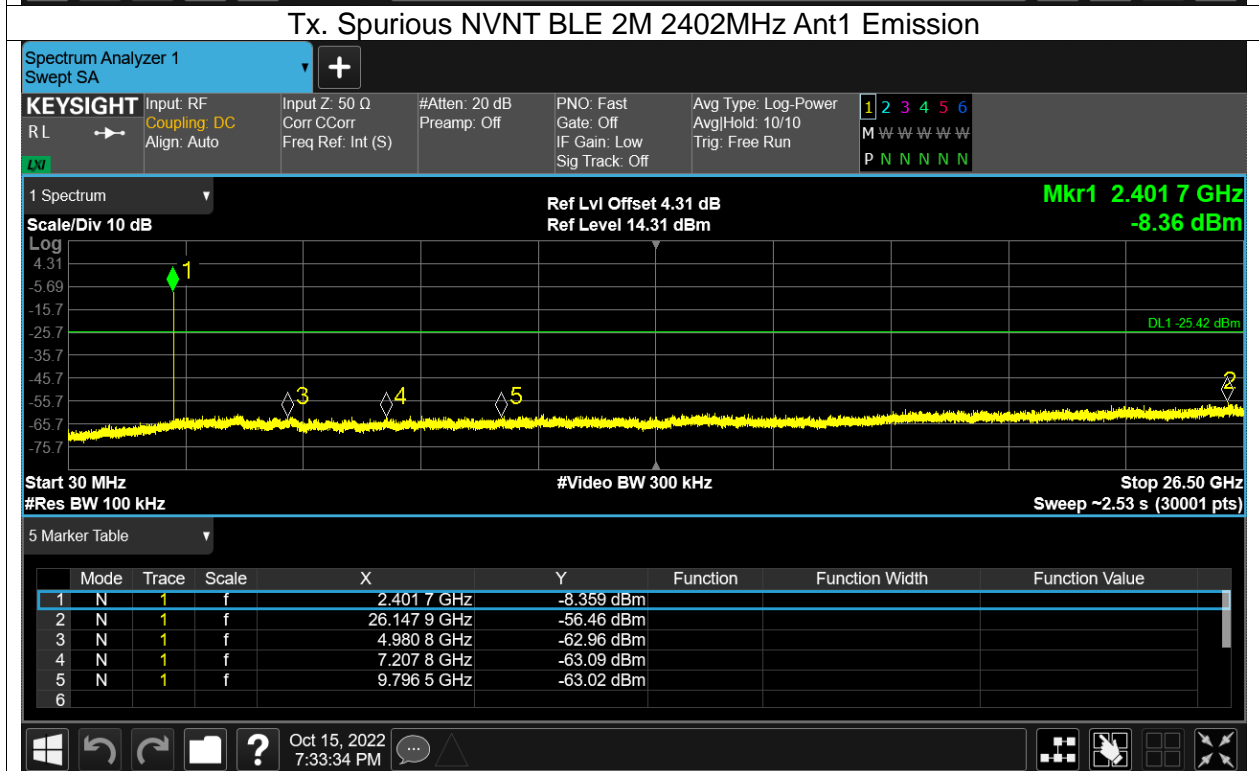 Tx. Spurious NVNT BLE 2M 2402MHz Ant1 Emission
Spectrum Analyzer 1
Swept SA
KEYSIGHT Input: RF Input Z: 50 Ω #Atten: 20 dB PNO: Fast Avg Type: Log-Power 1 2 3 4 5 6
R L Coupling: DC Corr CCorr Preamp: Off Gate: Off Avg|Hold: 10/10 M W W W W W
Align: Auto Freq Ref: Int (S) IF Gain: Low Trig: Free Run P N N N N N
LXI Sig Track: Off
1 Spectrum Ref Lvl Offset 4.31 dB Mkr1 2.401 7 GHz
Scale/Div 10 dB Ref Level 14.31 dBm -8.36 dBm
Log
4.31
1
-5.69
-15.7
DL1 -25.42 dBm
-25.7
-35.7
-45.7
2
3 4 5
-55.7
-65.7
-75.7
Start 30 MHz #Video BW 300 kHz Stop 26.50 GHz
#Res BW 100 kHz Sweep ~2.53 s (30001 pts)
5 Marker Table
Mode Trace Scale X Y Function Function Width Function Value
1 N 1 f 2.401 7 GHz -8.359 dBm
2 N 1 f 26.147 9 GHz -56.46 dBm
3 N 1 f 4.980 8 GHz -62.96 dBm
4 N 1 f 7.207 8 GHz -63.09 dBm
5 N 1 f 9.796 5 GHz -63.02 dBm
6
? Oct 15, 2022
7:33:34 PM